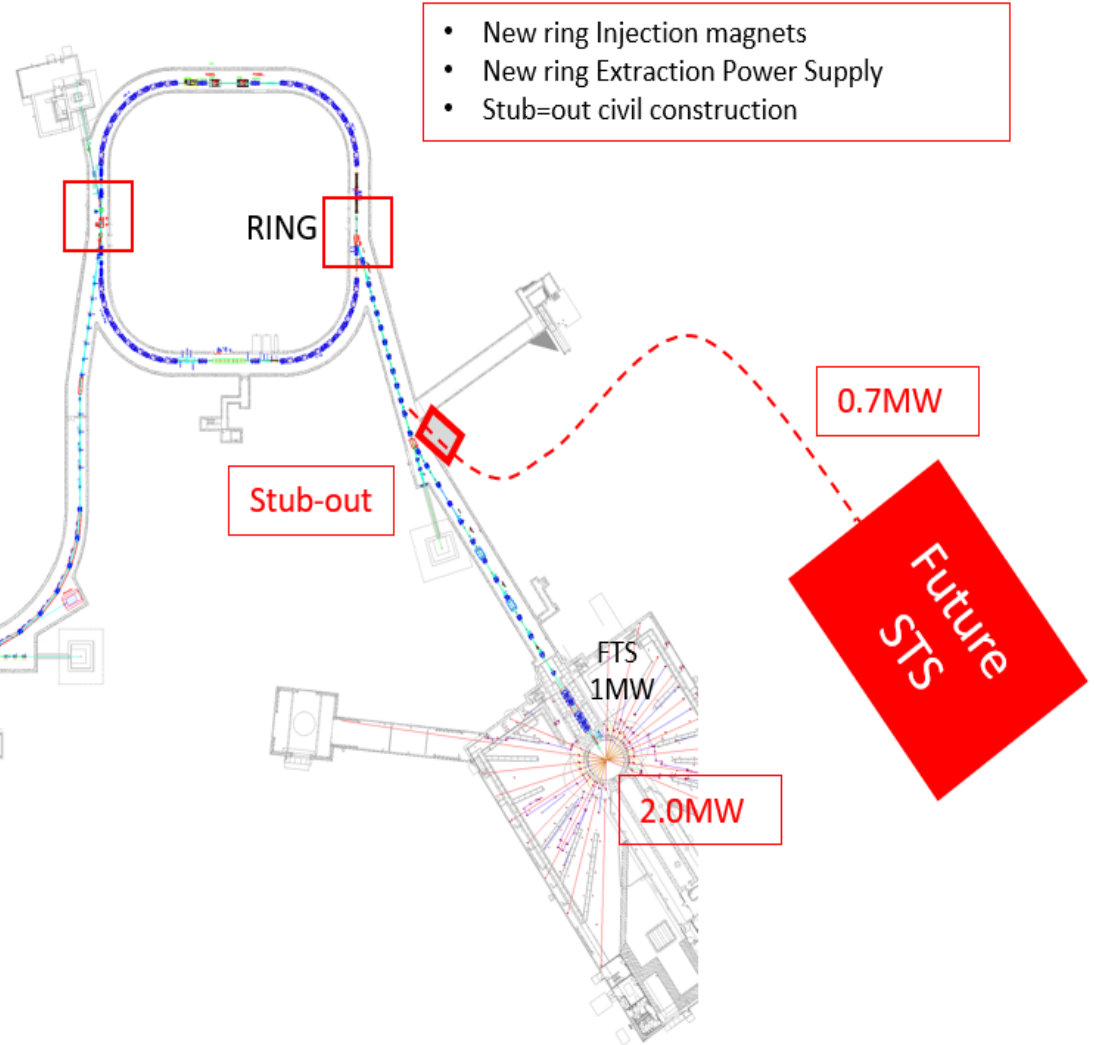 • New ring Injection magnets
• New ring Extraction Power Supply
• Stub=out civil construction
RING
0.7MW
Stub-out
Future
STS
FTS
1MW
2.0MW